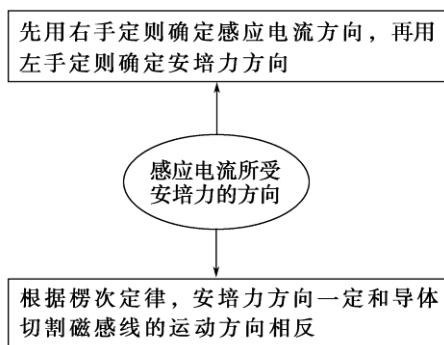 先用右手定则确定感应电流方向，再用
左手定则确定安培力方向
感应电流所受
安培力的方向
根据楞次定律，安培力方向一定和导体
切割磁感线的运动方向相反